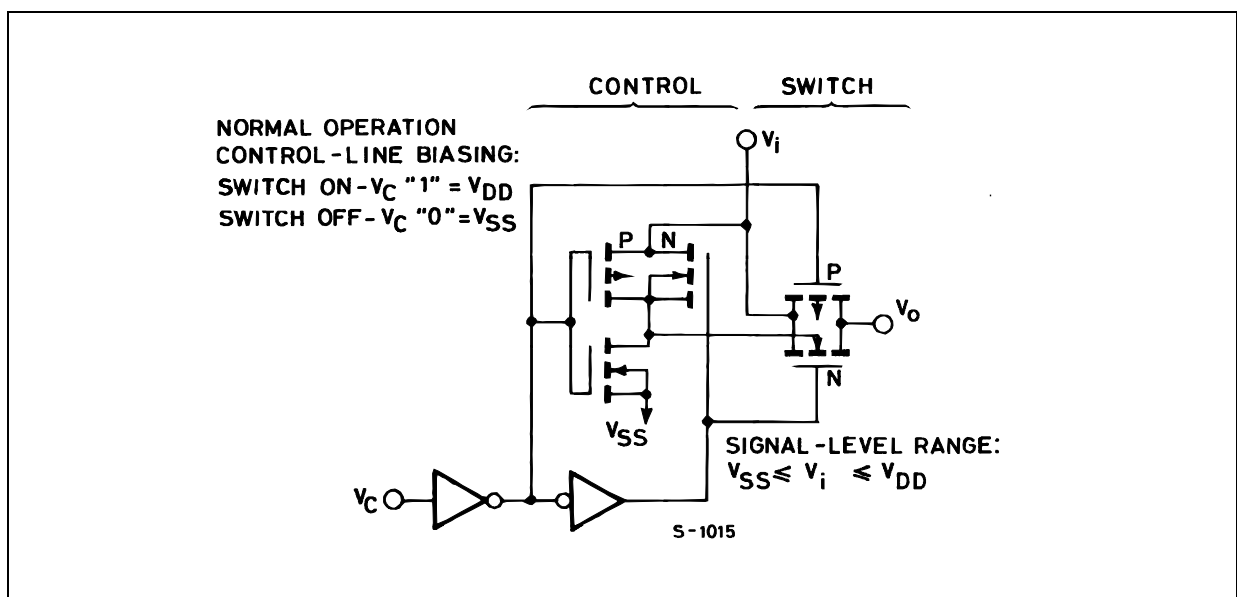 CONTROL SWITCH
NORMAL OPERATION
CONTROL-LINE BIASING:
SWITCH ON-VC "1" = VDD
SWITCH OFF-VC "0"=VSS
Vi
P N
P
Vo
N
VSS
SIGNAL-LEVEL RANGE:
VSS ≤ Vi ≤ VDD
VC
S-1015